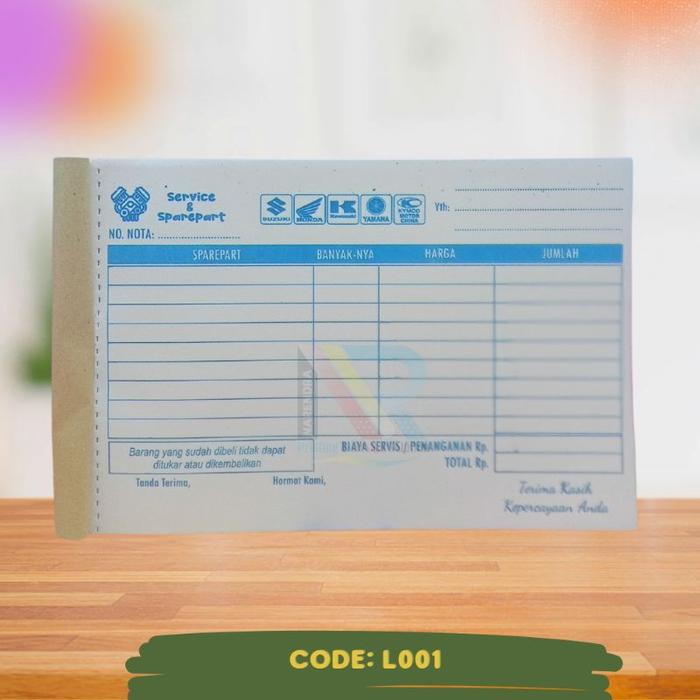 Service
&
Sparepart
SUZUKI
HONDA
Kawasaki
YAMAHA
KYMCO
MOTOR
CHINA
Yth:
NO. NOTA:
SPAREPART BANYAK-NYA HARGA JUMLAH
NARENDRA
BIAYA SERVIS / PENANGANAN Rp.
TOTAL Rp.
Barang yang sudah dibeli tidak dapat
ditukar atau dikembalikan
Tanda Terima, Hormat Kami,
Terima Kasih
Kepercayaan Anda
CODE: L001